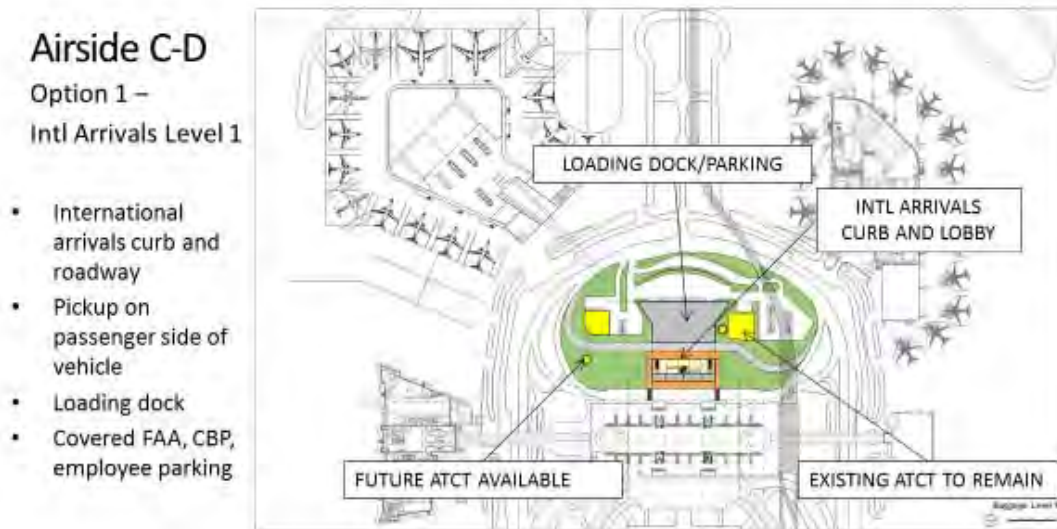 Airside C-D
Option 1 –
Intl Arrivals Level 1
• International
arrivals curb and
roadway
• Pickup on
passenger side of
vehicle
• Loading dock
• Covered FAA, CBP,
employee parking
LOADING DOCK/PARKING
INTL ARRIVALS
CURB AND LOBBY
FUTURE ATCT AVAILABLE
EXISTING ATCT TO REMAIN
Baggage Level